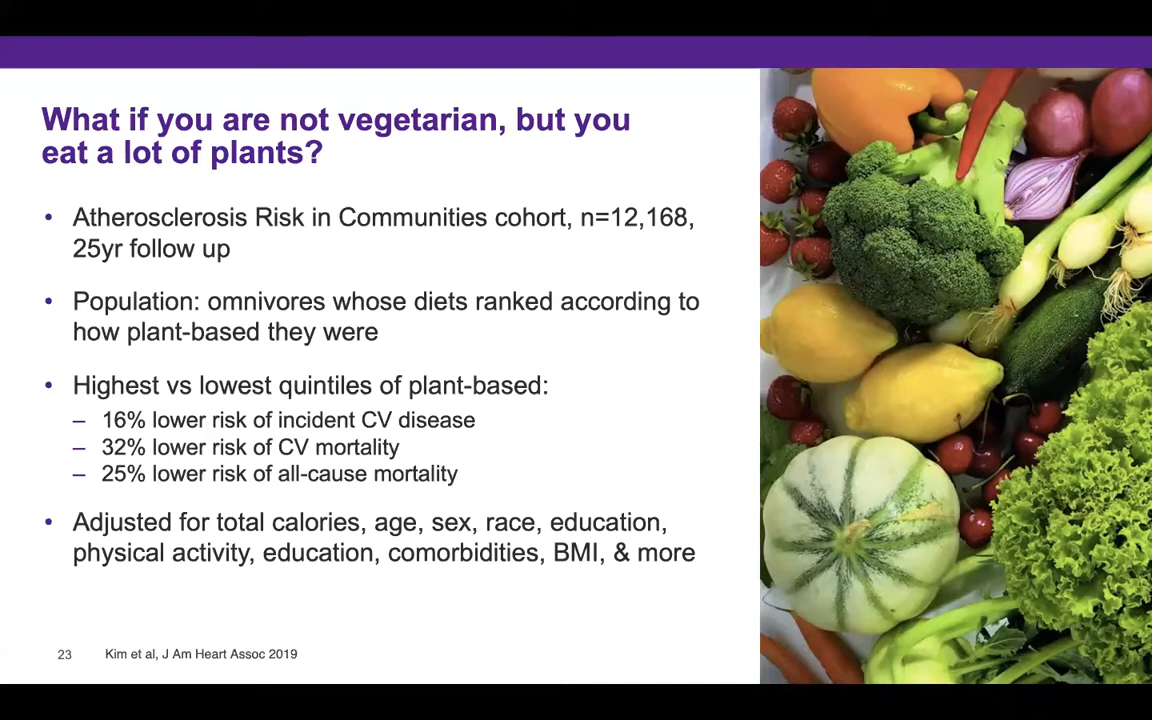 What if you are not vegetarian, but you
eat a lot of plants?
• Atherosclerosis Risk in Communities cohort, n=12,168,
25yr follow up
• Population: omnivores whose diets ranked according to
how plant-based they were
• Highest vs lowest quintiles of plant-based:
– 16% lower risk of incident CV disease
– 32% lower risk of CV mortality
– 25% lower risk of all-cause mortality
• Adjusted for total calories, age, sex, race, education,
physical activity, education, comorbidities, BMI, & more
23 Kim et al, J Am Heart Assoc 2019